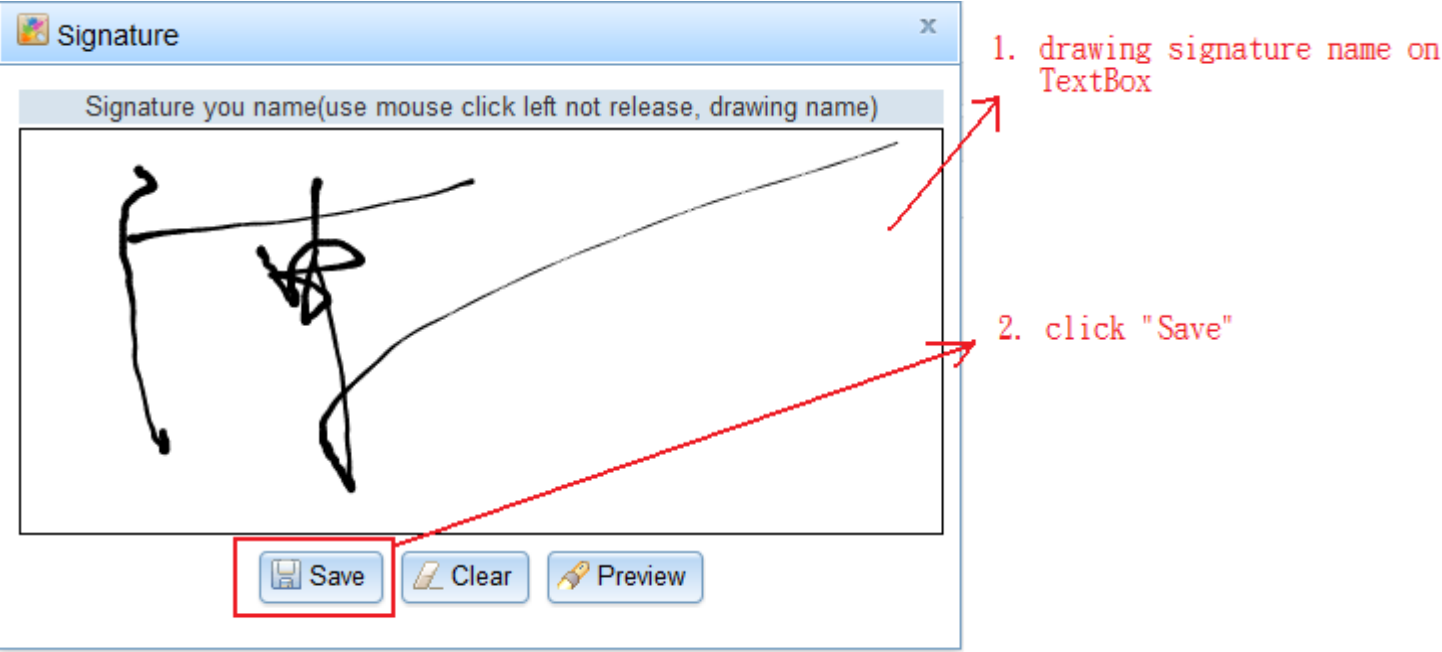 Signature
x
1. drawing signature name on
TextBox
Signature you name(use mouse click left not release, drawing name)
2. click "Save"
Save
Clear
Preview